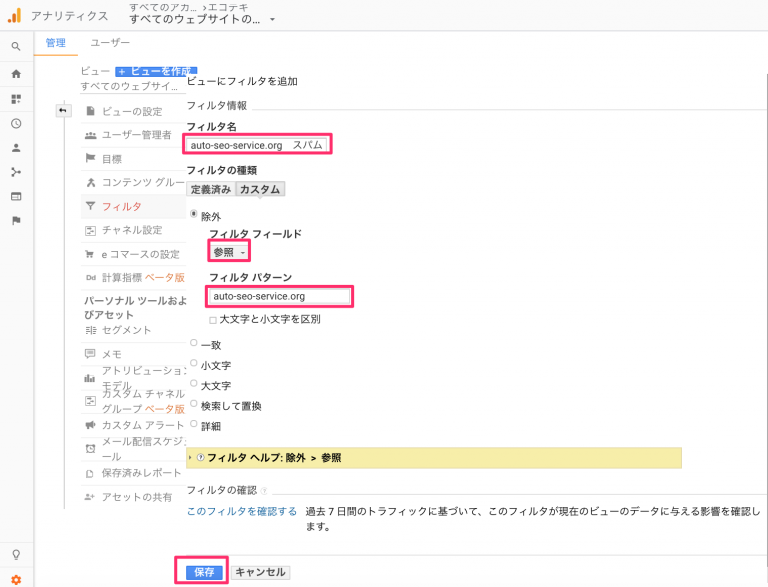 アナリティクス
すべてのアカ... >エコテキ
すべてのウェブサイトの...
管理 ユーザー
ビュー + ビューを作成
すべてのウェブサイ...
ビューの設定
ユーザー管理者
目標
コンテンツ グルー
フィルタ
チャネル設定
e コマースの設定
Dd 計算指標 ベータ版
パーソナル ツールおよ
びアセット
セグメント
メモ
アトリビューション
モデル
カスタム チャネル
グループ ベータ版
カスタム アラート
メール配信スケジ
ール
保存済みレポート
アセットの共有
ビューにフィルタを追加
フィルタ情報
フィルタ名
auto-seo-service.org スパム
フィルタの種類
定義済み カスタム
除外
フィルタ フィールド
参照
フィルタ パターン
auto-seo-service.org
大文字と小文字を区別
一致
小文字
大文字
検索して置換
詳細
フィルタ ヘルプ: 除外 > 参照
フィルタの確認
このフィルタを確認する 過去 7 日間のトラフィックに基づいて、このフィルタが現在のビューのデータに与える影響を確認し
ます。
保存 キャンセル